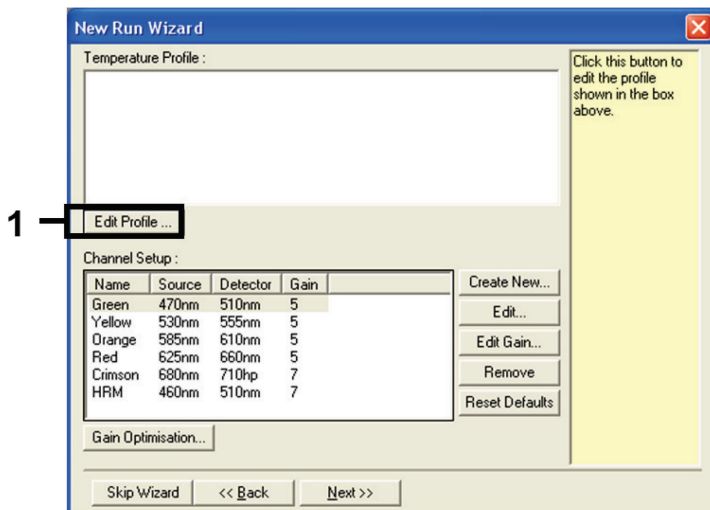 New Run Wizard
Temperature Profile :
Click this button to
edit the profile
shown in the box
above.
1
Edit Profile ...
Channel Setup :
Name Source Detector Gain
Green 470nm 510nm 5
Yellow 530nm 555nm 5
Orange 585nm 610nm 5
Red 625nm 660nm 5
Crimson 680nm 710hp 7
HRM 460nm 510nm 7
Create New...
Edit...
Edit Gain...
Remove
Reset Defaults
Gain Optimisation...
Skip Wizard << Back Next >>